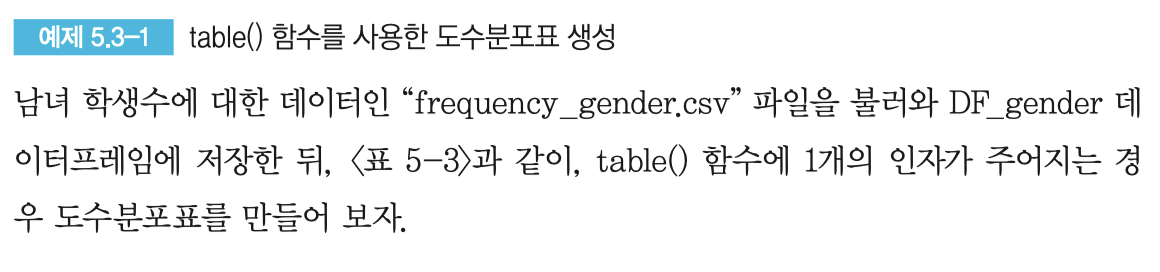 예제 5.3-1 table() 함수를 사용한 도수분포표 생성
남녀 학생수에 대한 데이터인 “frequency_gender.csv” 파일을 불러와 DF_gender 데
이터프레임에 저장한 뒤, 〈표 5-3〉과 같이, table() 함수에 1개의 인자가 주어지는 경
우 도수분포표를 만들어 보자.